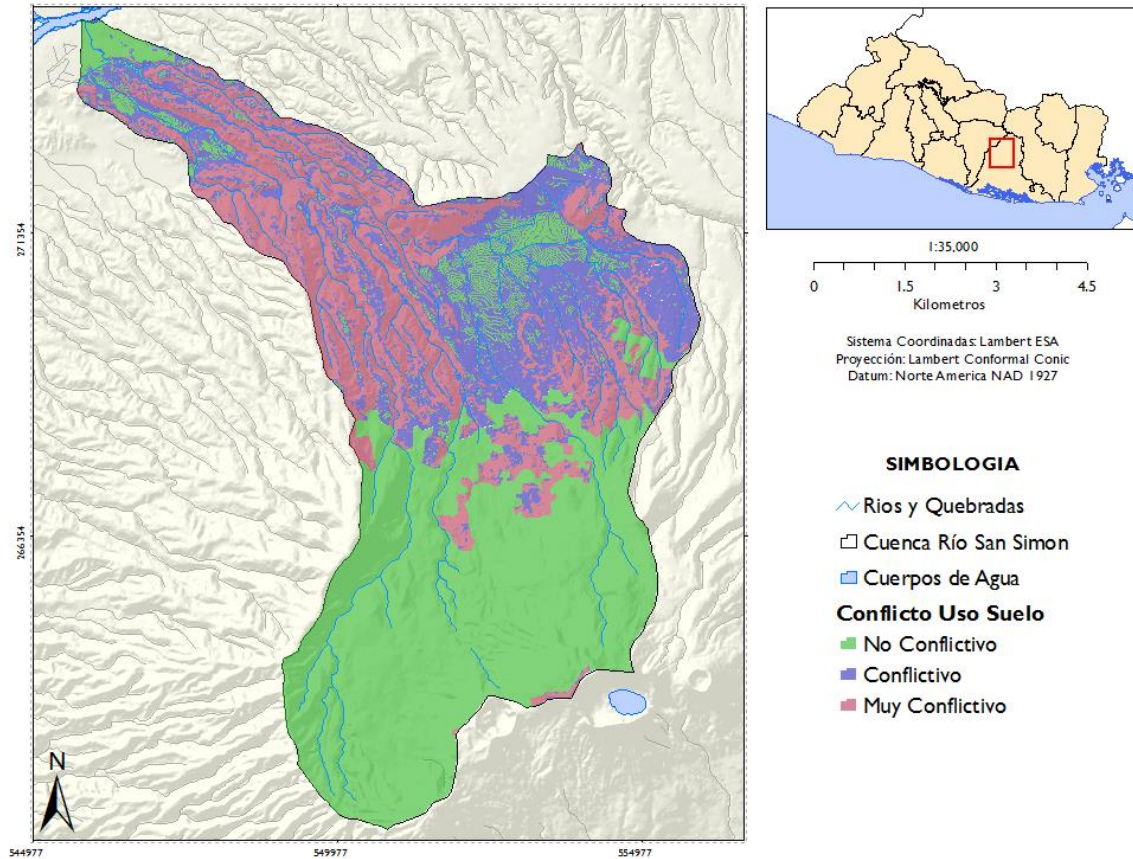 271354
266354
544977
549977
554977
N
1:35,000
0 1.5 3 4.5
Kilometros
Sistema Coordinadas: Lambert ESA
Proyección: Lambert Conformal Conic
Datum: Norte America NAD 1927
SIMBOLOGIA
Rios y Quebradas
Cuenca Río San Simon
Cuerpos de Agua
Conflicto Uso Suelo
No Conflictivo
Conflictivo
Muy Conflictivo